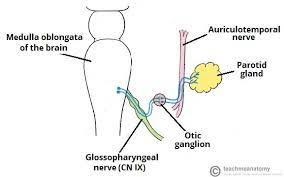 Medulla oblongata
of the brain
Auriculotemporal
nerve
Parotid
gland
Otic
ganglion
Glossopharyngeal
nerve (CN IX)
teachmeanatomy